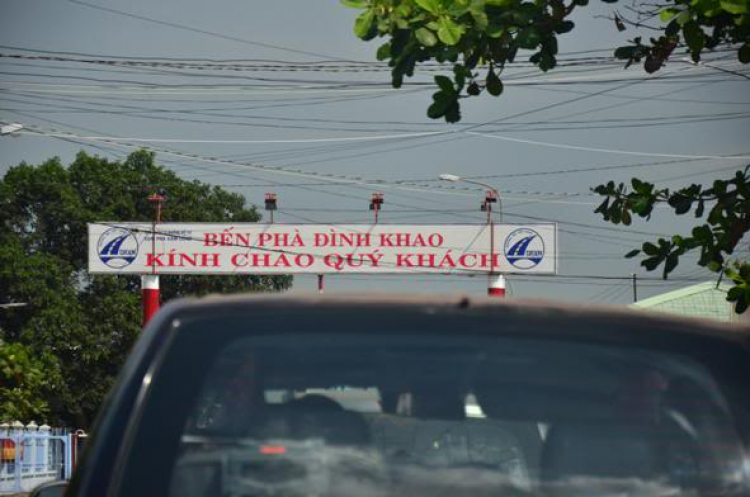 BẾN PHÀ ĐÌNH KHAO
KÍNH CHÀO QUÝ KHÁCH